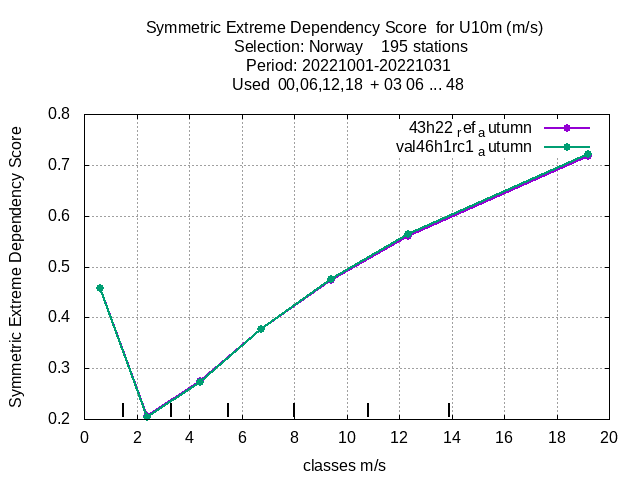 Symmetric Extreme Dependency Score  for U10m (m/s)
Selection: Norway    195 stations
Period: 20221001-20221031
Used  00,06,12,18  + 03 06 ... 48
Symmetric Extreme Dependency Score
0.8
0.7
0.6
0.5
0.4
0.3
0.2
43h22_ref_autumn
val46h1rc1_autumn
0 2 4 6 8 10 12 14 16 18 20
classes m/s